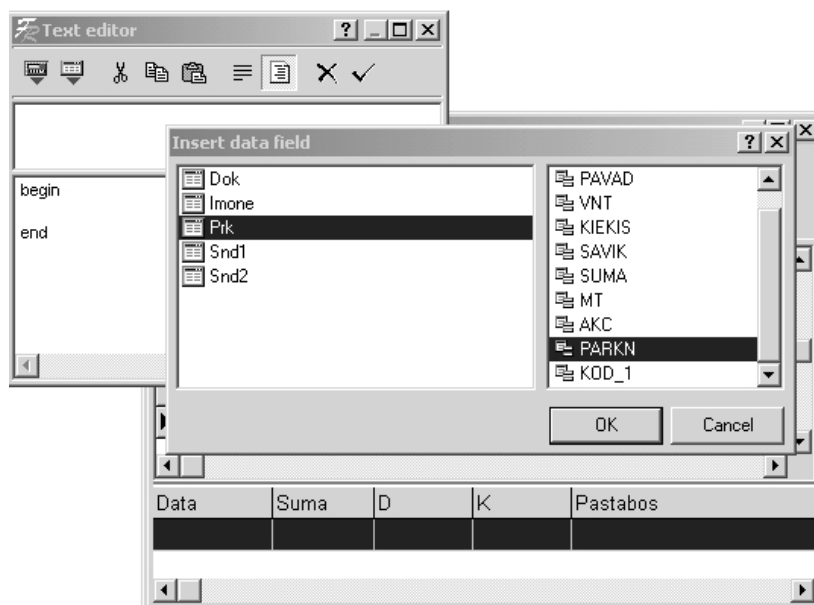 Text editor
Insert data field
begin
end
Dok
Imone
Prk
Snd1
Snd2
PAVAD
VNT
KIEKIS
SAVIK
SUMA
MT
AKC
PARKN
KOD_1
OK Cancel
Data Suma D K Pastabos